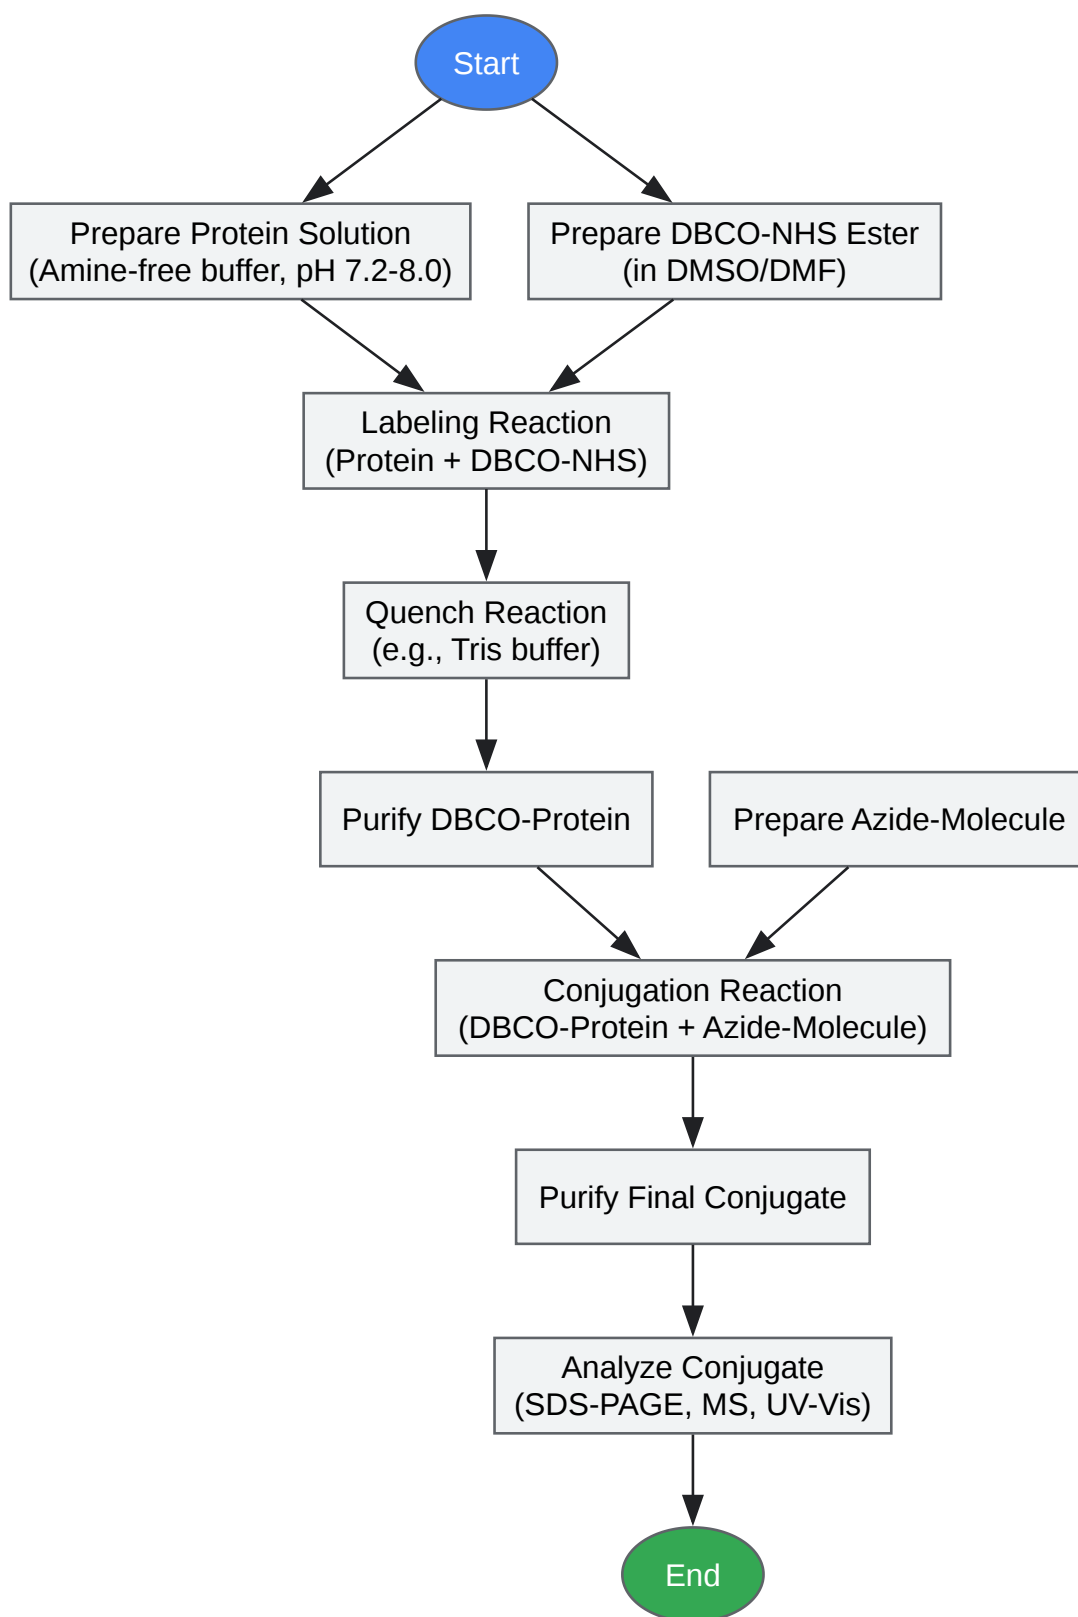 Start
Prepare Protein Solution
(Amine-free buffer, pH 7.2-8.0)
Prepare DBCO-NHS Ester
(in DMSO/DMF)
Labeling Reaction
(Protein + DBCO-NHS)
Quench Reaction
(e.g., Tris buffer)
Purify DBCO-Protein
Prepare Azide-Molecule
Conjugation Reaction
(DBCO-Protein + Azide-Molecule)
Purify Final Conjugate
Analyze Conjugate
(SDS-PAGE, MS, UV-Vis)
End